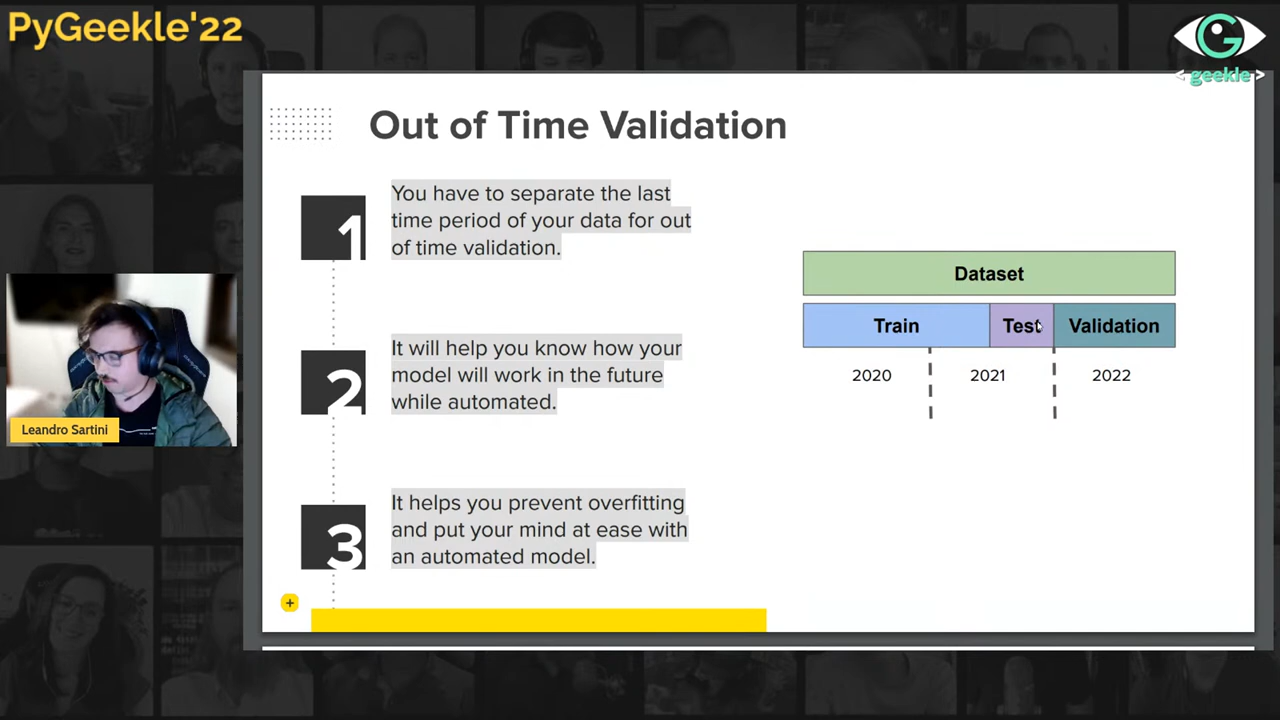 PyGeekle'22
< geekle >
Out of Time Validation
1
You have to separate the last
time period of your data for out
of time validation.
2
It will help you know how your
model will work in the future
while automated.
3
It helps you prevent overfitting
and put your mind at ease with
an automated model.
Dataset
Train
Test
Validation
2020
2021
2022
Leandro Sartini
+